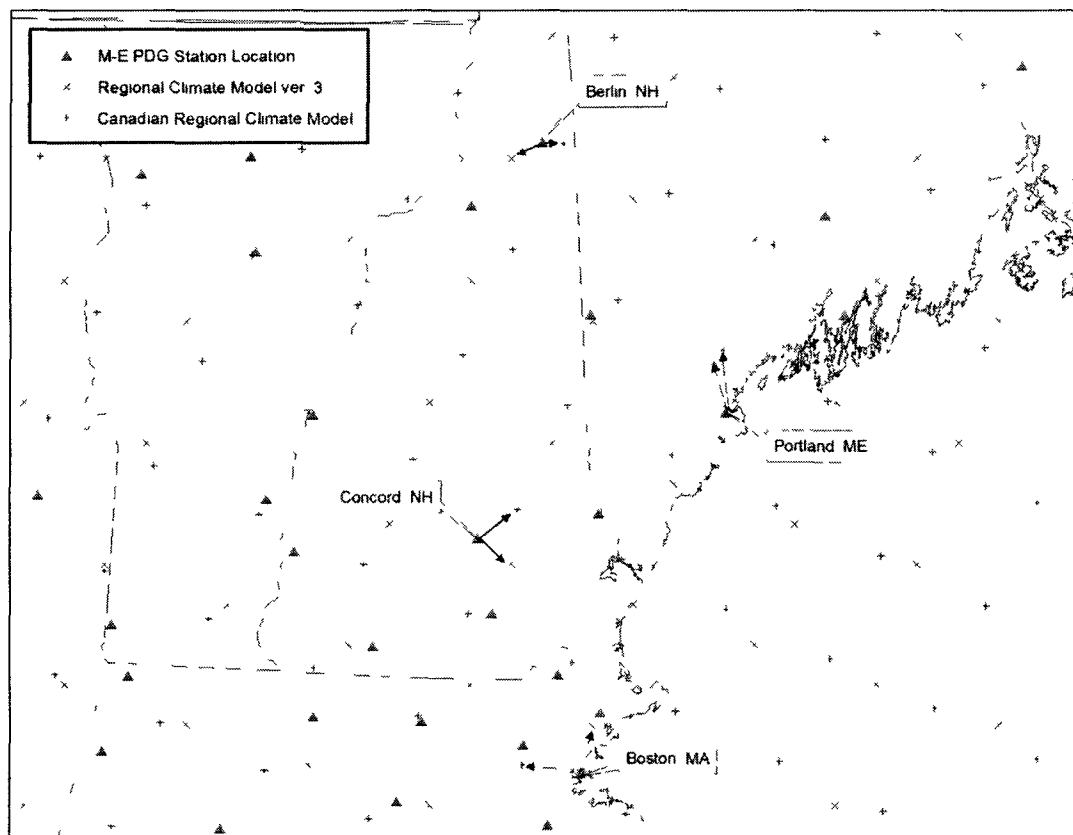 M-E PDG Station Location
Regional Climate Model ver 3
Canadian Regional Climate Model
Berlin NH
Portland ME
Concord NH
Boston MA